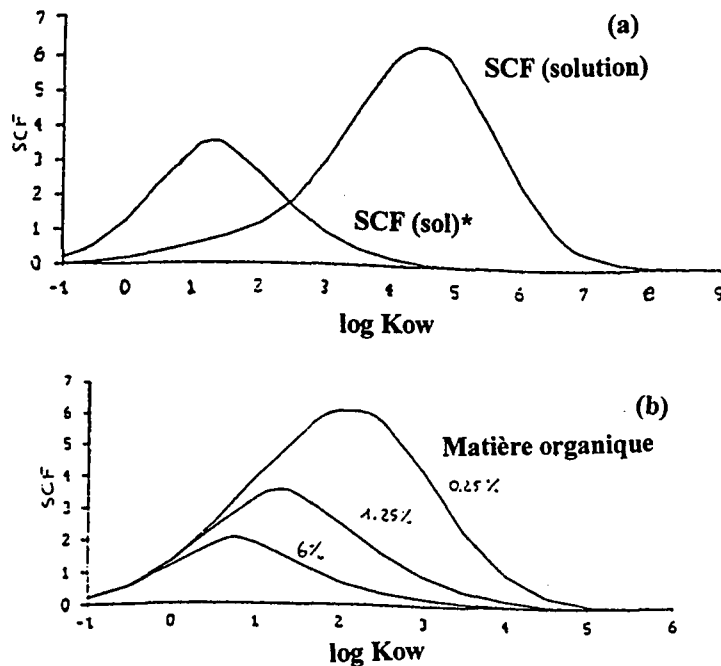 (a)
SCF (solution)
SCF (sol)*
SCF
7
6
5
4
3
2
1
0
-1 0 1 2 3 4 5 6 7 8 9
log Kow
(b)
Matière organique
0.25%
1.25%
6%
SCF
7
6
5
4
3
2
1
0
-1 0 1 2 3 4 5 6
log Kow